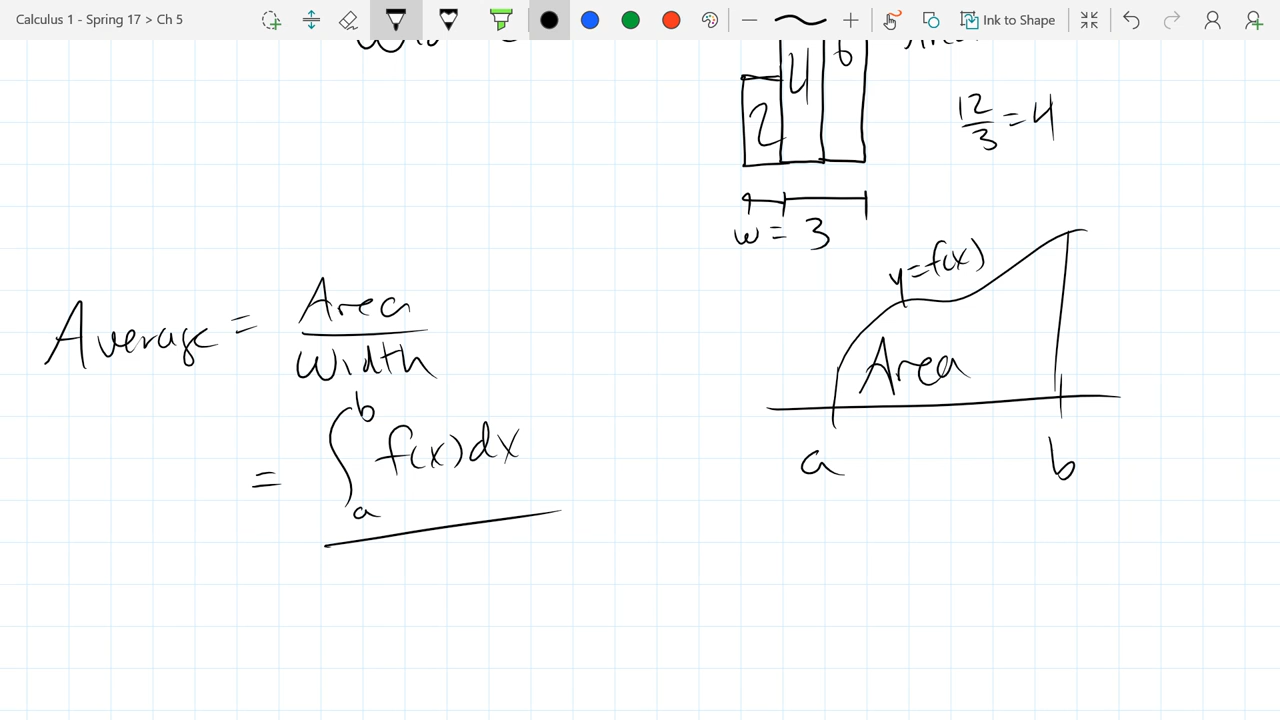 Calculus 1 - Spring 17 > Ch 5
Ink to Shape
2 4 6
12/3 = 4
w = 3
y=f(x)
Average = Area/Width
Area
= ∫_a^b f(x)dx
a b